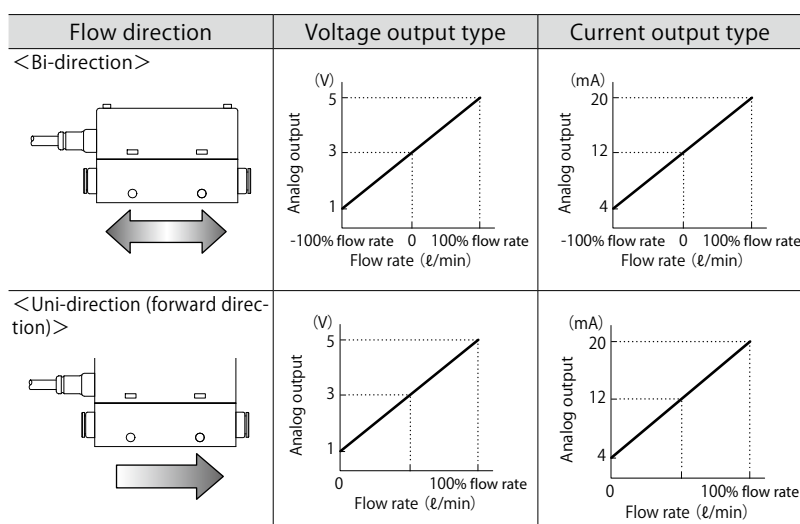 Flow direction
Voltage output type
Current output type
＜Bi-direction＞
(V)
5
3
1
Analog output
-100% flow rate 0 100% flow rate
Flow rate (ℓ/min)
(mA)
20
12
4
Analog output
-100% flow rate 0 100% flow rate
Flow rate (ℓ/min)
＜Uni-direction (forward direc-
tion)＞
(V)
5
3
1
Analog output
0 100% flow rate
Flow rate (ℓ/min)
(mA)
20
12
4
Analog output
0 100% flow rate
Flow rate (ℓ/min)